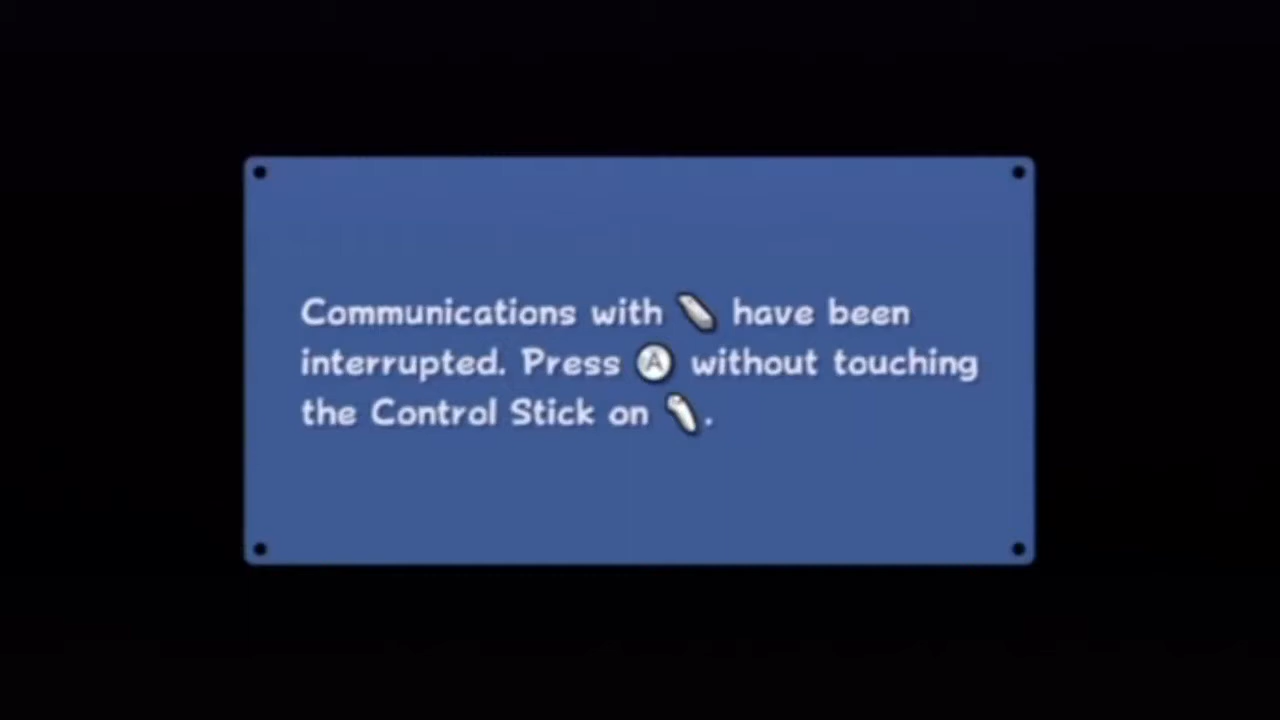 Communications with have been
interrupted. Press A without touching
the Control Stick on .